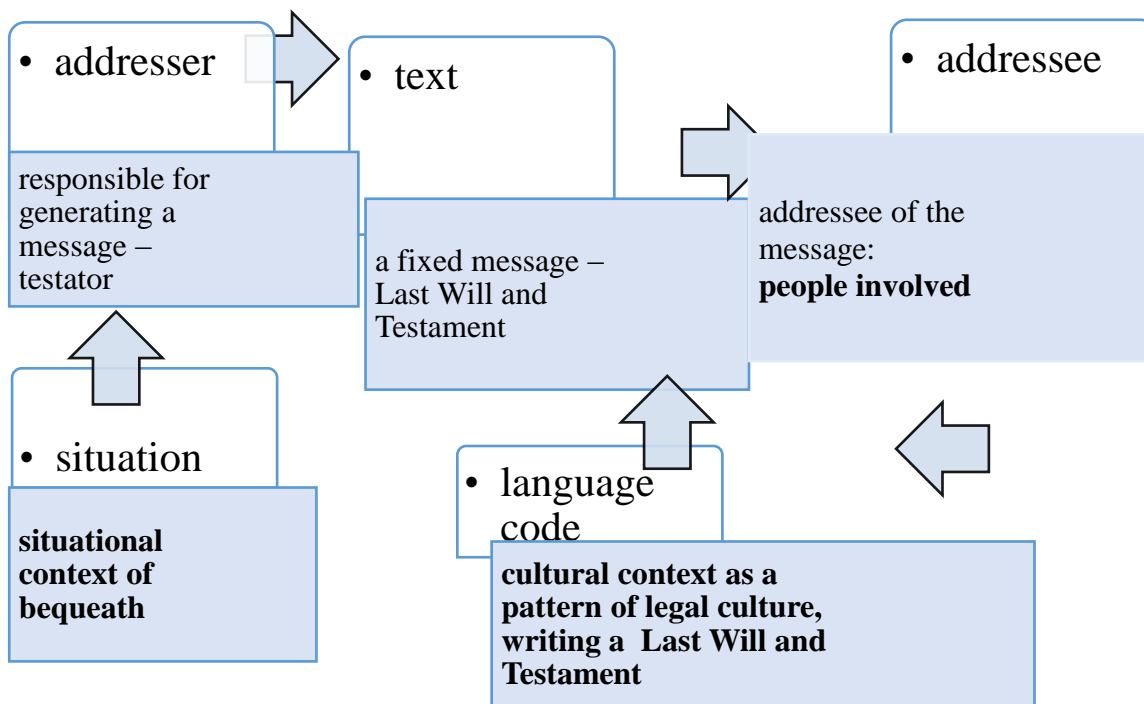 • addresser
responsible for
generating a
message –
testator
• text
a fixed message –
Last Will and
Testament
• addressee
addressee of the
message:
people involved
• situation
situational
context of
bequeath
• language
code
cultural context as a
pattern of legal culture,
writing a Last Will and
Testament